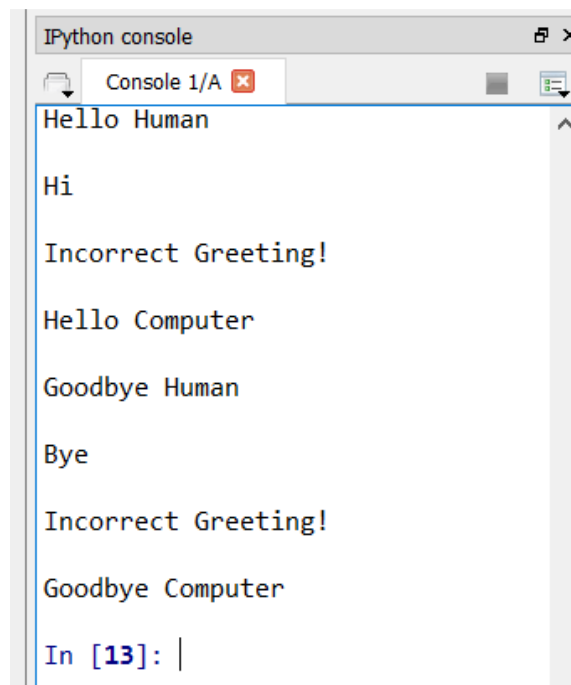 IPython console
Console 1/A
Hello Human
Hi
Incorrect Greeting!
Hello Computer
Goodbye Human
Bye
Incorrect Greeting!
Goodbye Computer
In [13]: